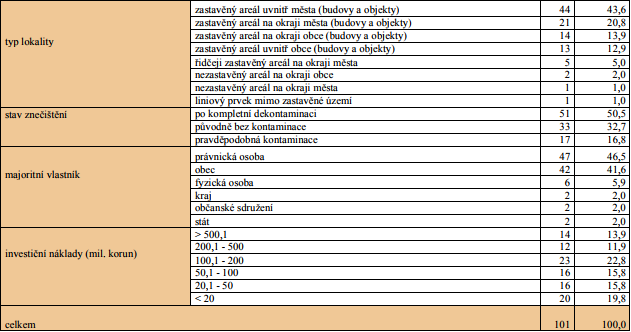 zastavěný areál uvnitř města (budovy a objekty) 44 43,6
zastavěný areál na okraji města (budovy a objekty) 21 20,8
zastavěný areál na okraji obce (budovy a objekty) 14 13,9
typ lokality zastavěný areál uvnitř obce (budovy a objekty) 13 12,9
řidčeji zastavěný areál na okraji města 5 5,0
nezastavěný areál na okraji obce 2 2,0
nezastavěný areál na okraji města 1 1,0
liniový prvek mimo zastavěné území 1 1,0
stav znečištění po kompletní dekontaminaci 51 50,5
původně bez kontaminace 33 32,7
pravděpodobná kontaminace 17 16,8
právnická osoba 47 46,5
majoritní vlastník obec 42 41,6
fyzická osoba 6 5,9
kraj 2 2,0
občanské sdružení 2 2,0
stát 2 2,0
> 500,1 14 13,9
investiční náklady (mil. korun) 200,1 - 500 12 11,9
100,1 - 200 23 22,8
50,1 - 100 16 15,8
20,1 - 50 16 15,8
< 20 20 19,8
celkem 101 100,0